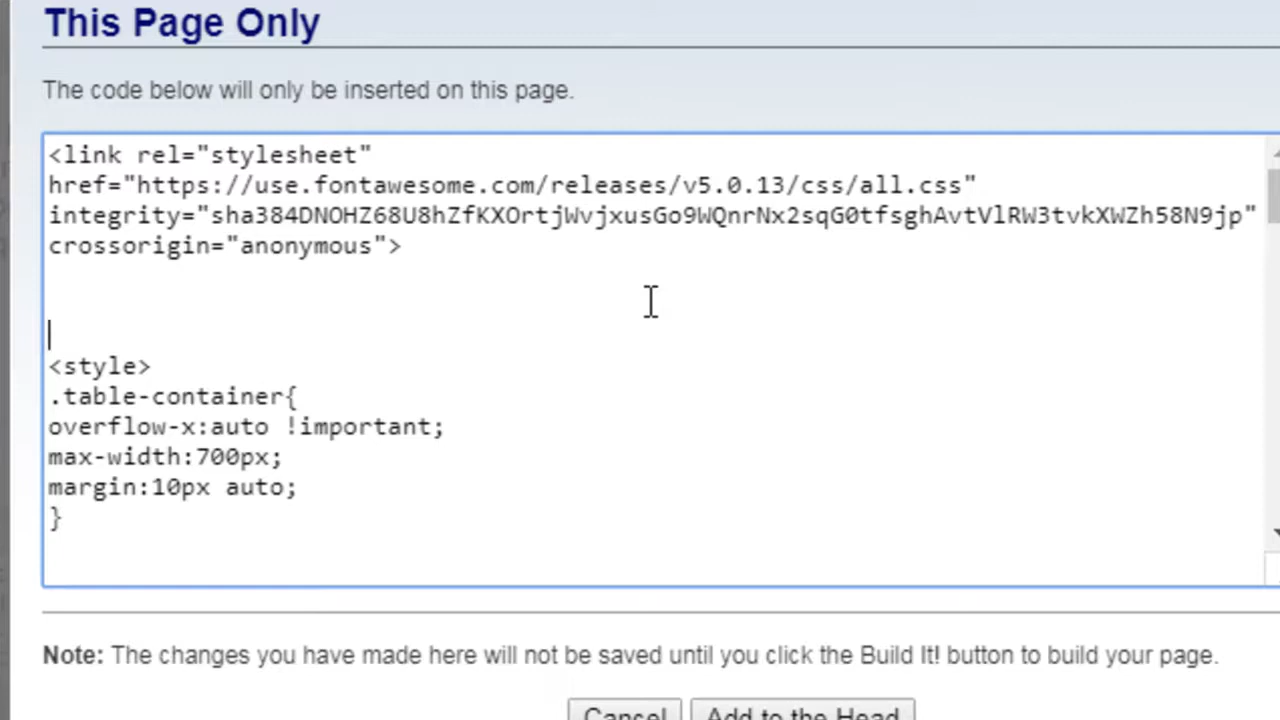 This Page Only
The code below will only be inserted on this page.
<link rel="stylesheet"
href="https://use.fontawesome.com/releases/v5.0.13/css/all.css"
integrity="sha384DNOHZ68U8hZfKXOrtjWvjxusGo9WQnrNx2sqG0tfsghAvtVlRW3tvkXWZh58N9jp"
crossorigin="anonymous">
<style>
.table-container{
overflow-x:auto !important;
max-width:700px;
margin:10px auto;
}
Note: The changes you have made here will not be saved until you click the Build It! button to build your page.
Cancel Add to the Head